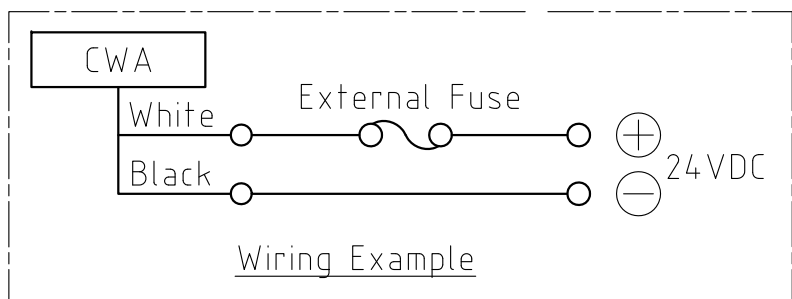 CWA
White
External Fuse
Black
24VDC
Wiring Example